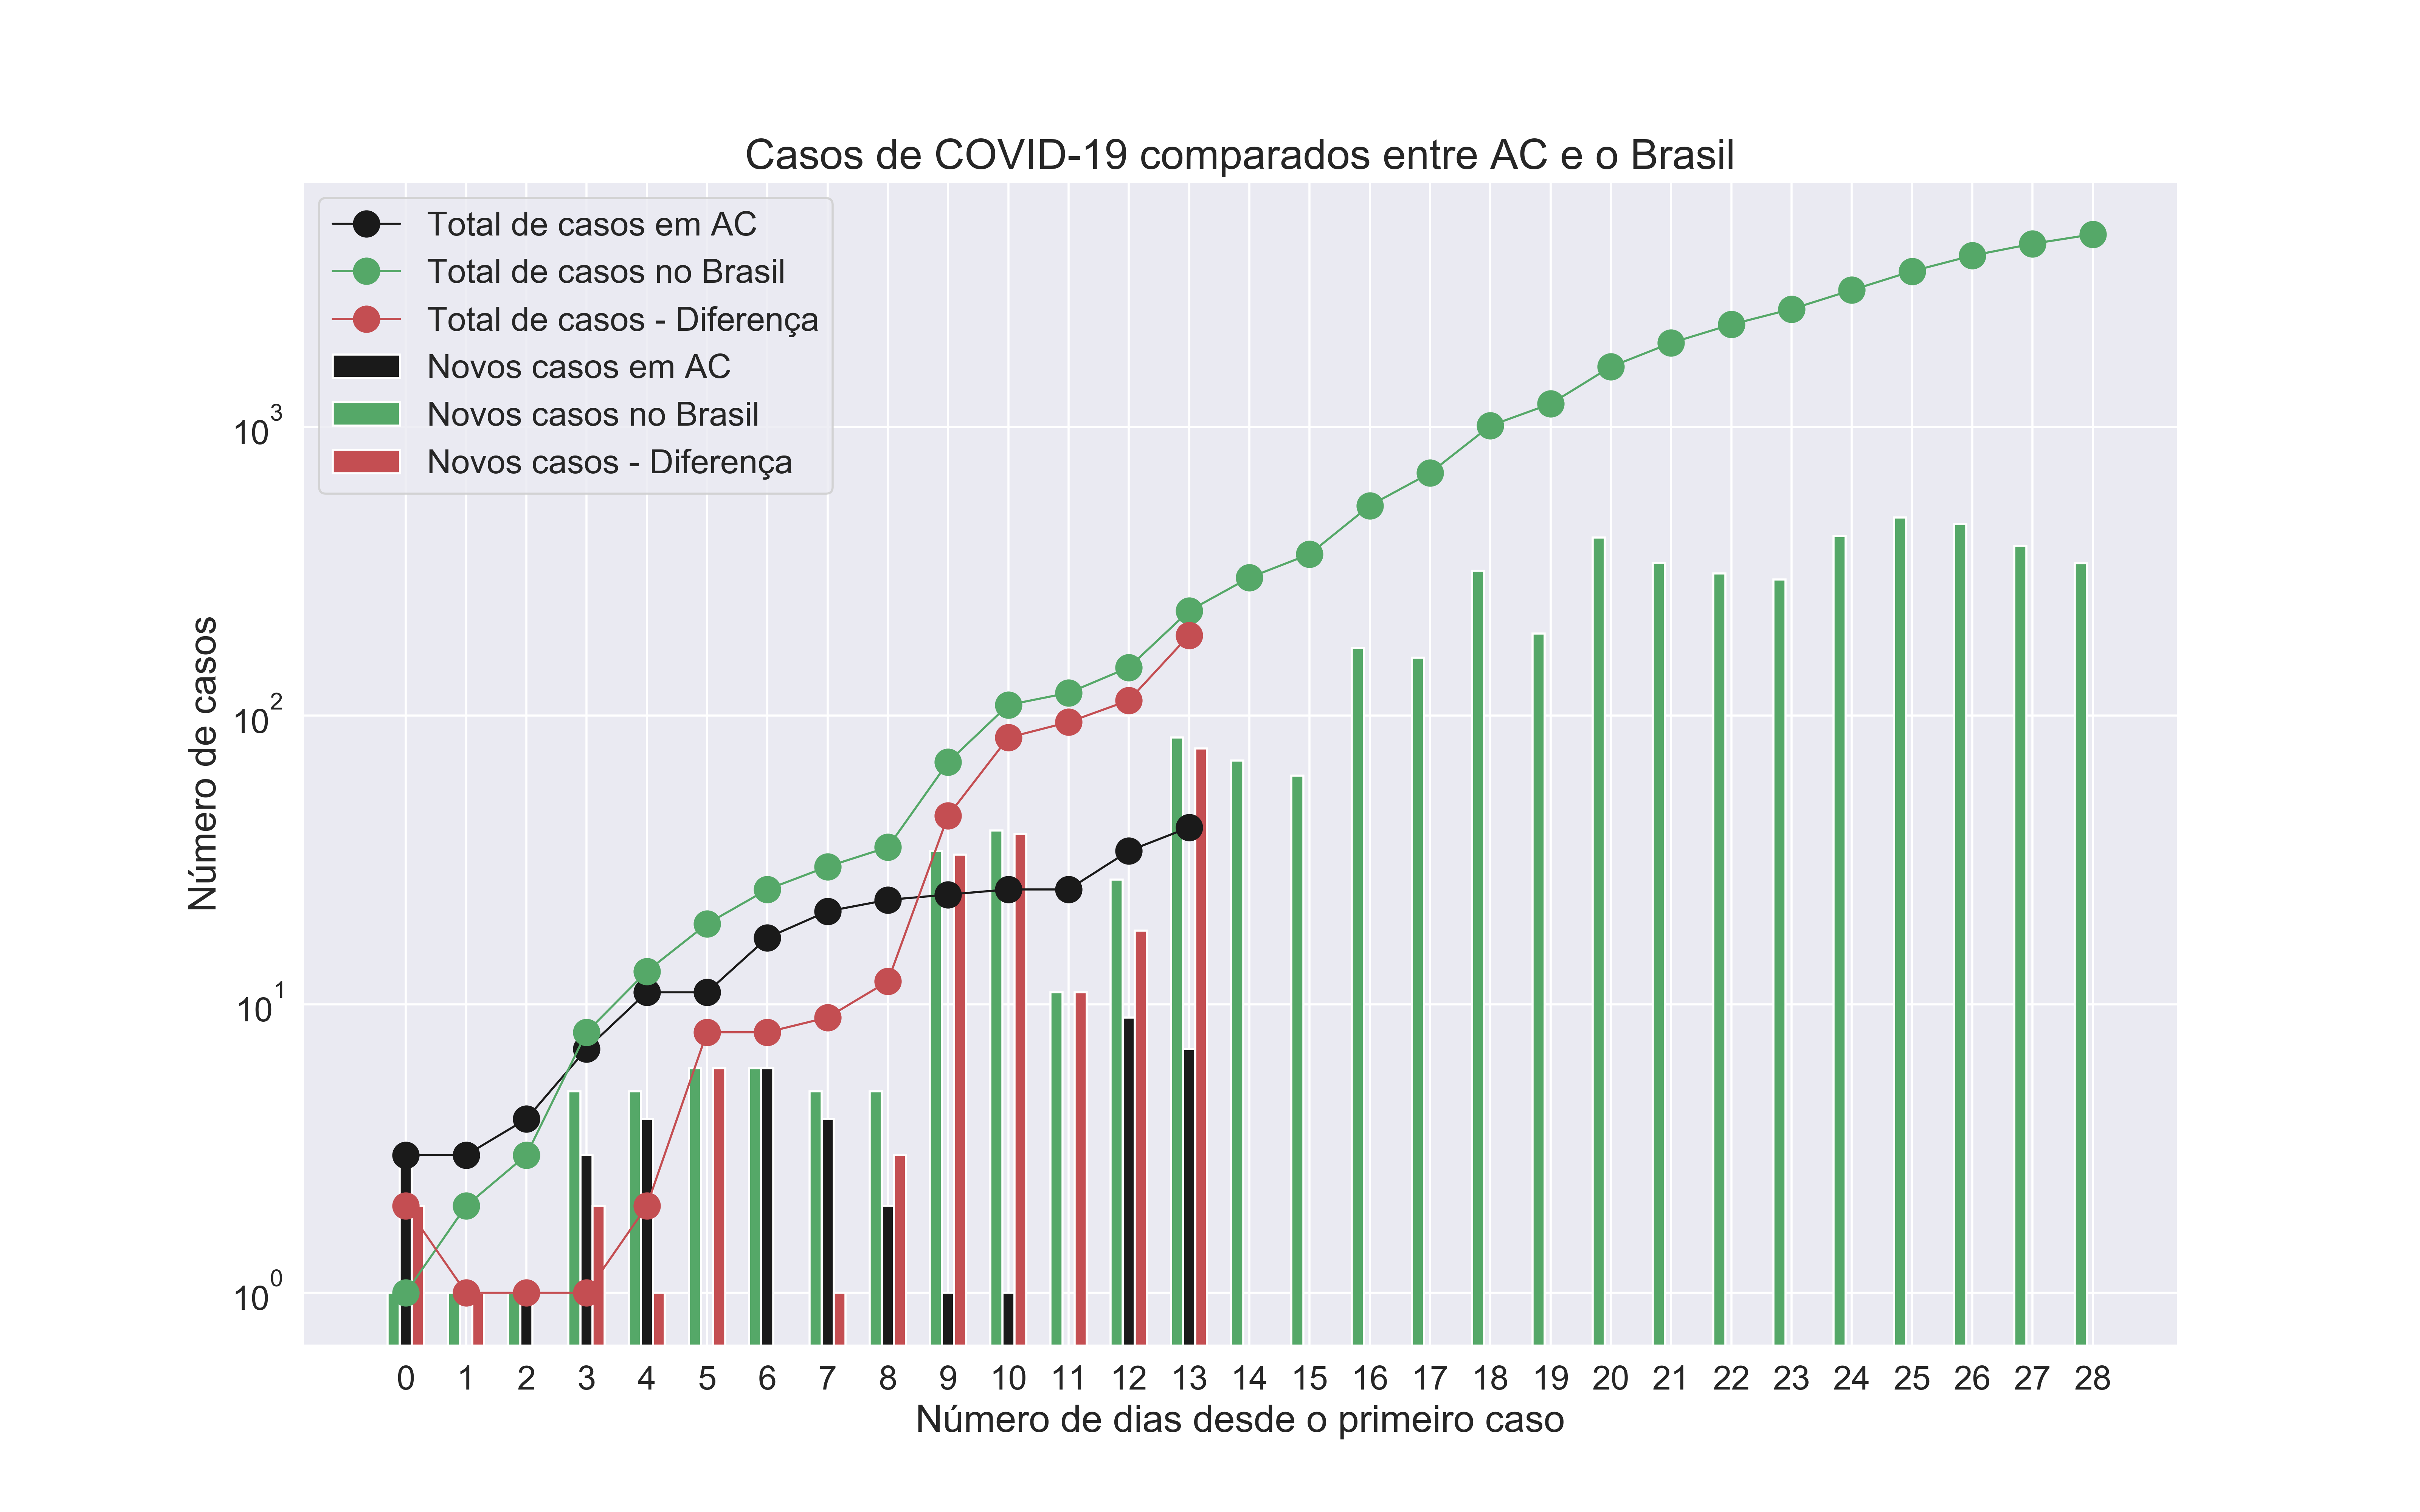 Casos de COVID-19 comparados entre AC e o Brasil
Total de casos em AC
Total de casos no Brasil
Total de casos - Diferença
Novos casos em AC
Novos casos no Brasil
Novos casos - Diferença
Número de casos
10³
10²
10¹
10⁰
0 1 2 3 4 5 6 7 8 9 10 11 12 13 14 15 16 17 18 19 20 21 22 23 24 25 26 27 28
Número de dias desde o primeiro caso